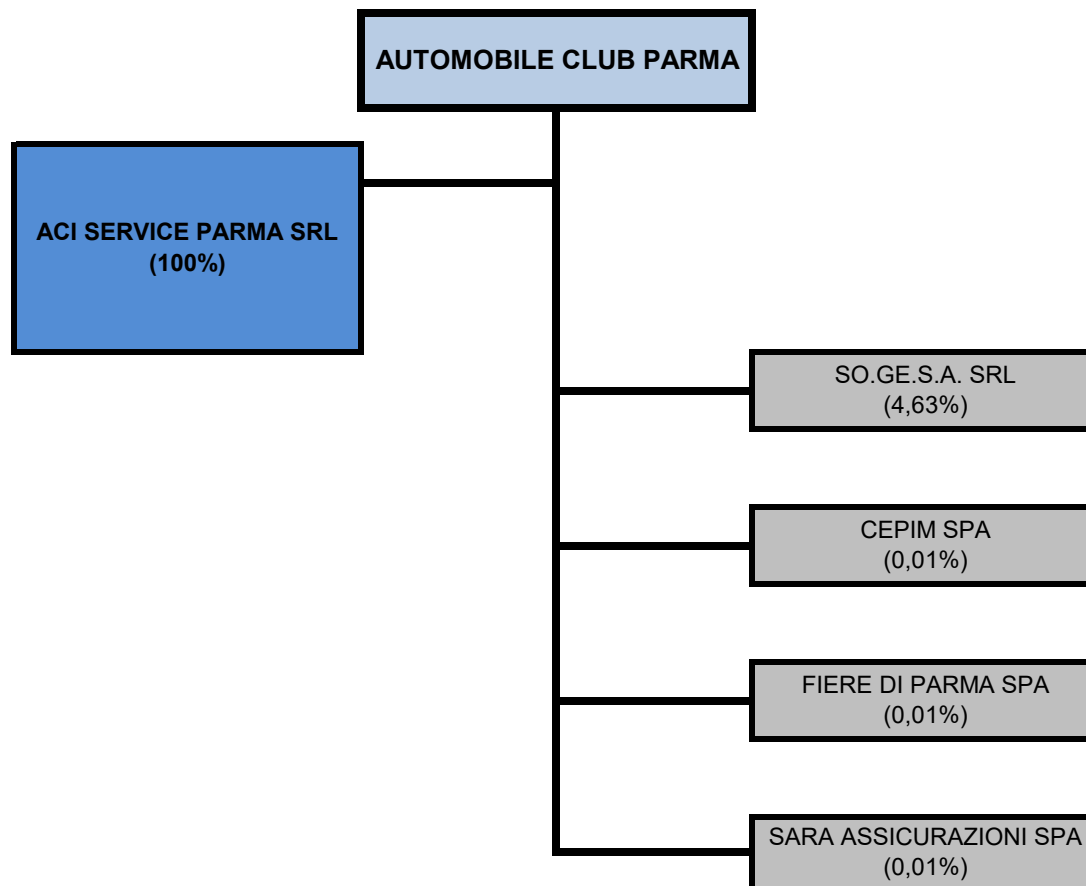 AUTOMOBILE CLUB PARMA
ACI SERVICE PARMA SRL
(100%)
SO.GE.S.A. SRL
(4,63%)
CEPIM SPA
(0,01%)
FIERE DI PARMA SPA
(0,01%)
SARA ASSICURAZIONI SPA
(0,01%)